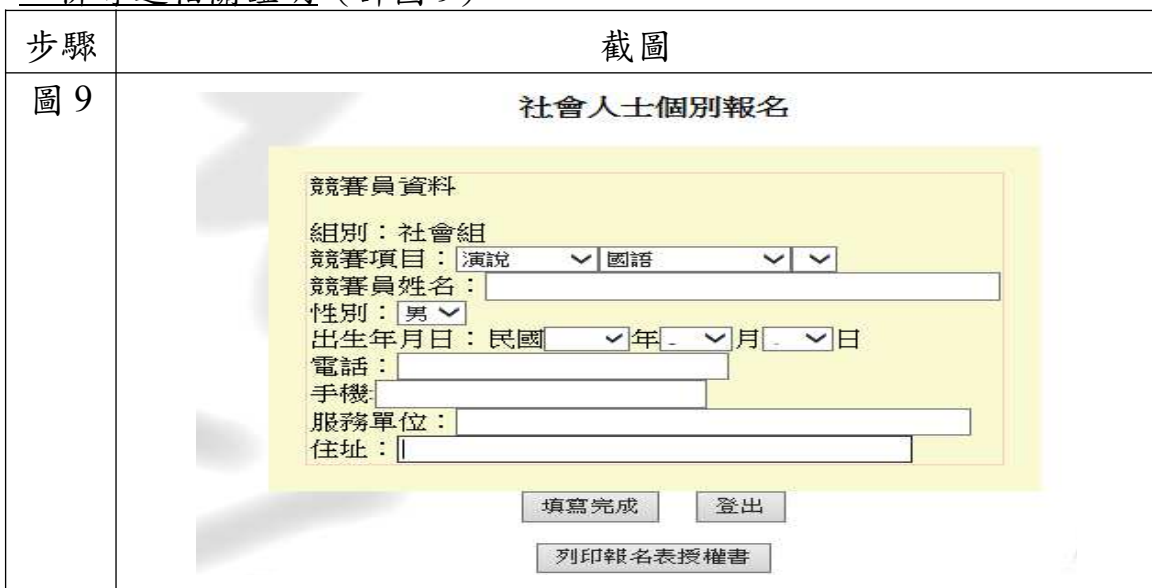 步驟 截圖
圖 9
社會人士個別報名
競賽員資料
組別：社會組
競賽項目：演說 國語
競賽員姓名：
性別：男
出生年月日：民國 年 月 日
電話：
手機:
服務單位：
住址：
填寫完成 登出
列印報名表授權書